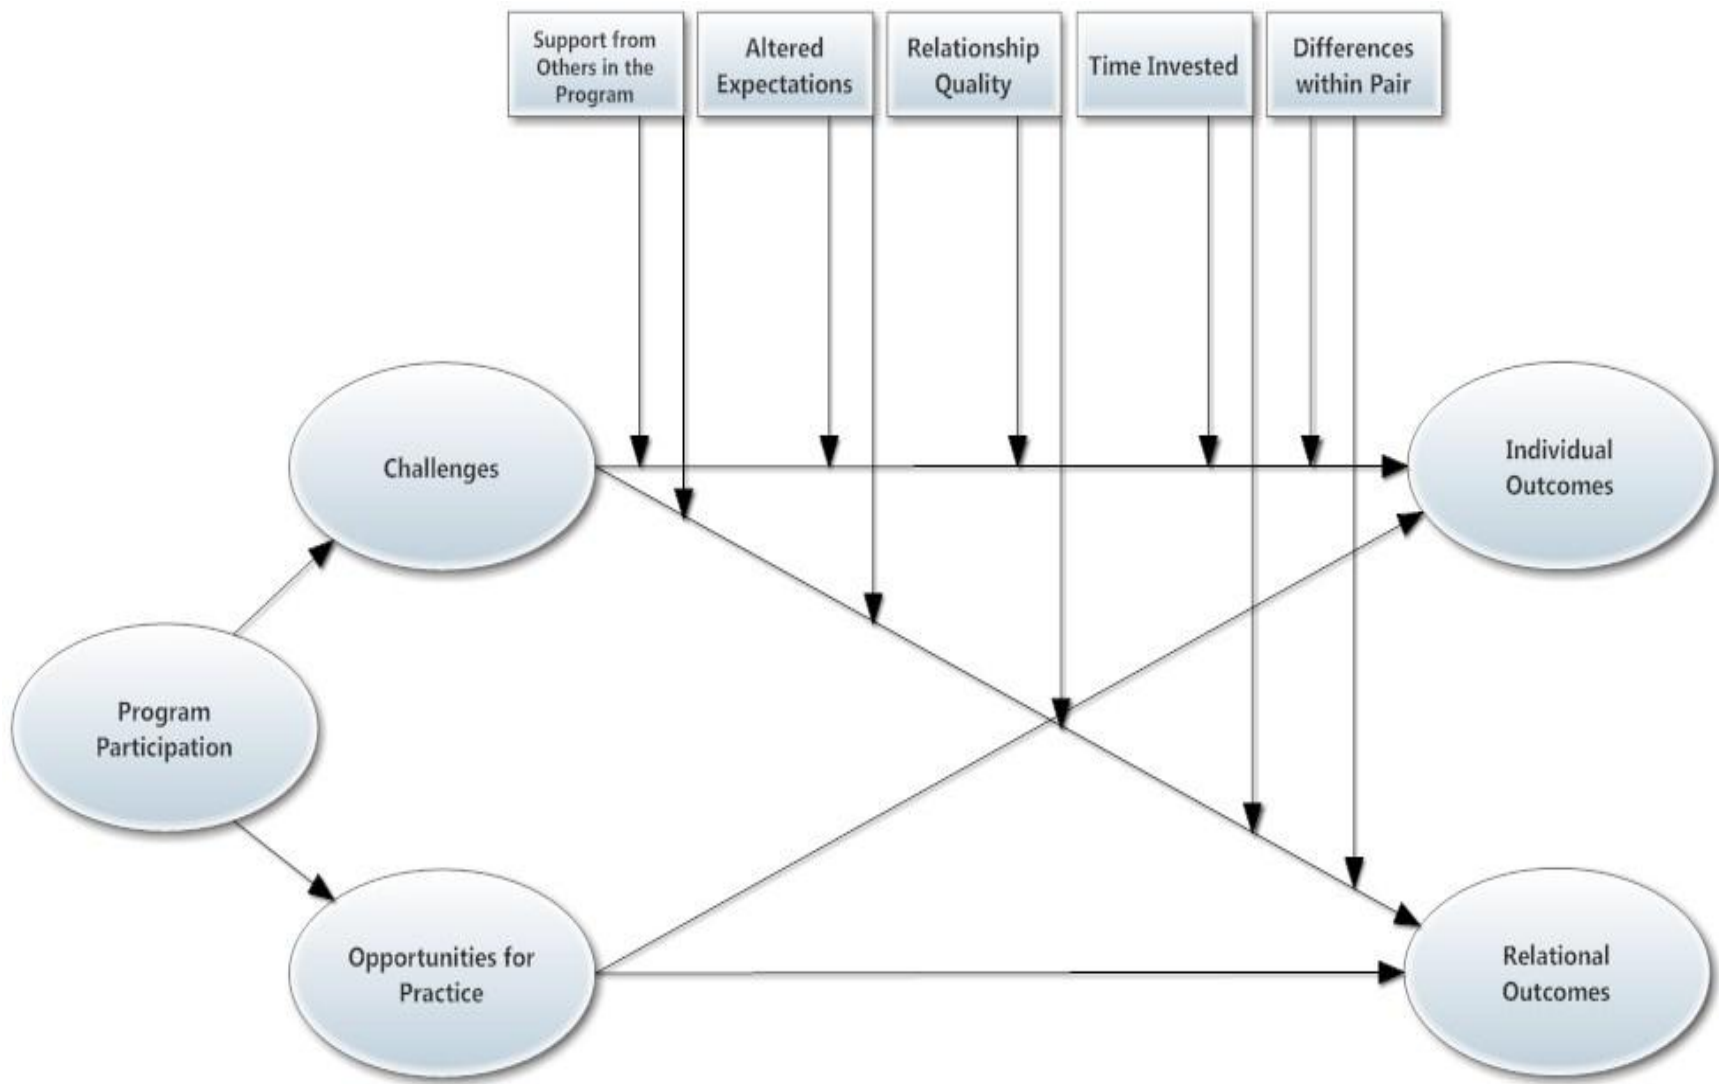 Support from
Others in the
Program
Altered
Expectations
Relationship
Quality
Time Invested
Differences
within Pair
Challenges
Individual
Outcomes
Program
Participation
Opportunities for
Practice
Relational
Outcomes